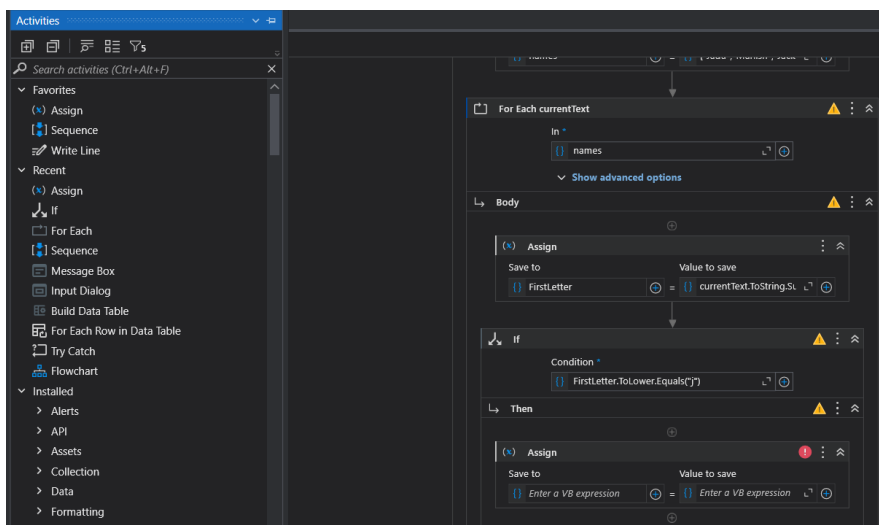 Activities
5
Search activities (Ctrl+Alt+F)
Favorites
(x) Assign
Sequence
Write Line
Recent
(x) Assign
If
For Each
Sequence
Message Box
Input Dialog
Build Data Table
For Each Row in Data Table
Try Catch
Flowchart
Installed
Alerts
API
Assets
Collection
Data
Formatting
names =
For Each currentText
In *
names
Show advanced options
Body
(x) Assign
Save to Value to save
FirstLetter = currentText.ToString.Su
If
Condition *
FirstLetter.ToLower.Equals("j")
Then
(x) Assign
Save to Value to save
Enter a VB expression = Enter a VB expression